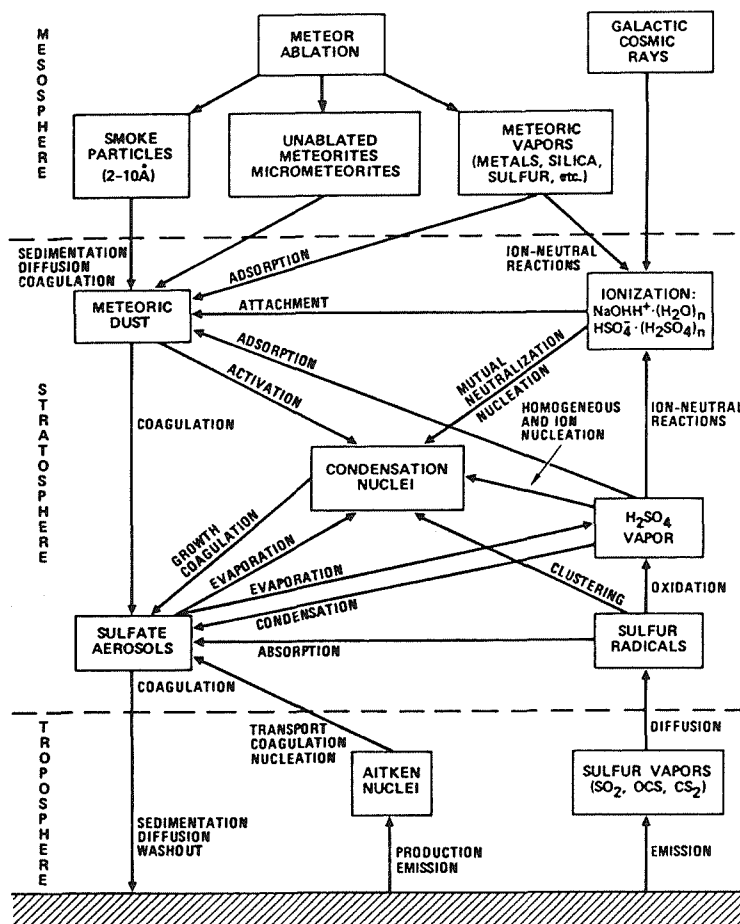 MESOSPHERE
METEOR
ABLATION
GALACTIC
COSMIC
RAYS
SMOKE
PARTICLES
(2–10Å)
UNABLATED
METEORITES
MICROMETEORITES
METEORIC
VAPORS
(METALS, SILICA,
SULFUR, etc.)
SEDIMENTATION
DIFFUSION
COAGULATION
ADSORPTION
ION-NEUTRAL
REACTIONS
STRATOSPHERE
METEORIC
DUST
ATTACHMENT
IONIZATION:
NaOHH⁺·(H₂O)ₙ
HSO₄⁻·(H₂SO₄)ₙ
ADSORPTION
ACTIVATION
MUTUAL
NEUTRALIZATION
NUCLEATION
COAGULATION
HOMOGENEOUS
AND ION
NUCLEATION
ION-NEUTRAL
REACTIONS
CONDENSATION
NUCLEI
H₂SO₄
VAPOR
GROWTH
COAGULATION
EVAPORATION
EVAPORATION
CONDENSATION
CLUSTERING
OXIDATION
SULFATE
AEROSOLS
ABSORPTION
SULFUR
RADICALS
COAGULATION
TRANSPORT
COAGULATION
NUCLEATION
DIFFUSION
TROPOSPHERE
AITKEN
NUCLEI
SULFUR VAPORS
(SO₂, OCS, CS₂)
SEDIMENTATION
DIFFUSION
WASHOUT
PRODUCTION
EMISSION
EMISSION